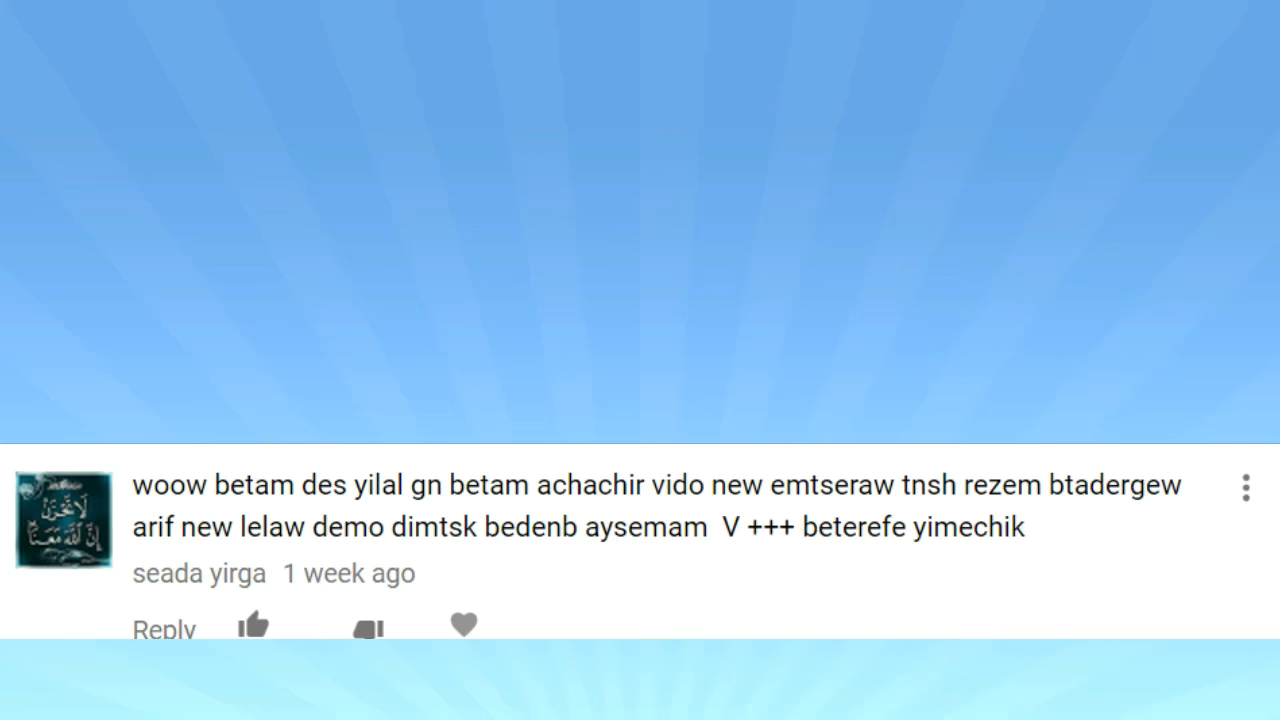 woow betam des yilal gn betam achachir vido new emtseraw tnsh rezem btadergew
arif new lelaw demo dimtsk bedenb aysemam V +++ beterefe yimechik
لَا تَحْزَنْ
إِنَّ اللَّهَ مَعَنَا
seada yirga 1 week ago
Reply